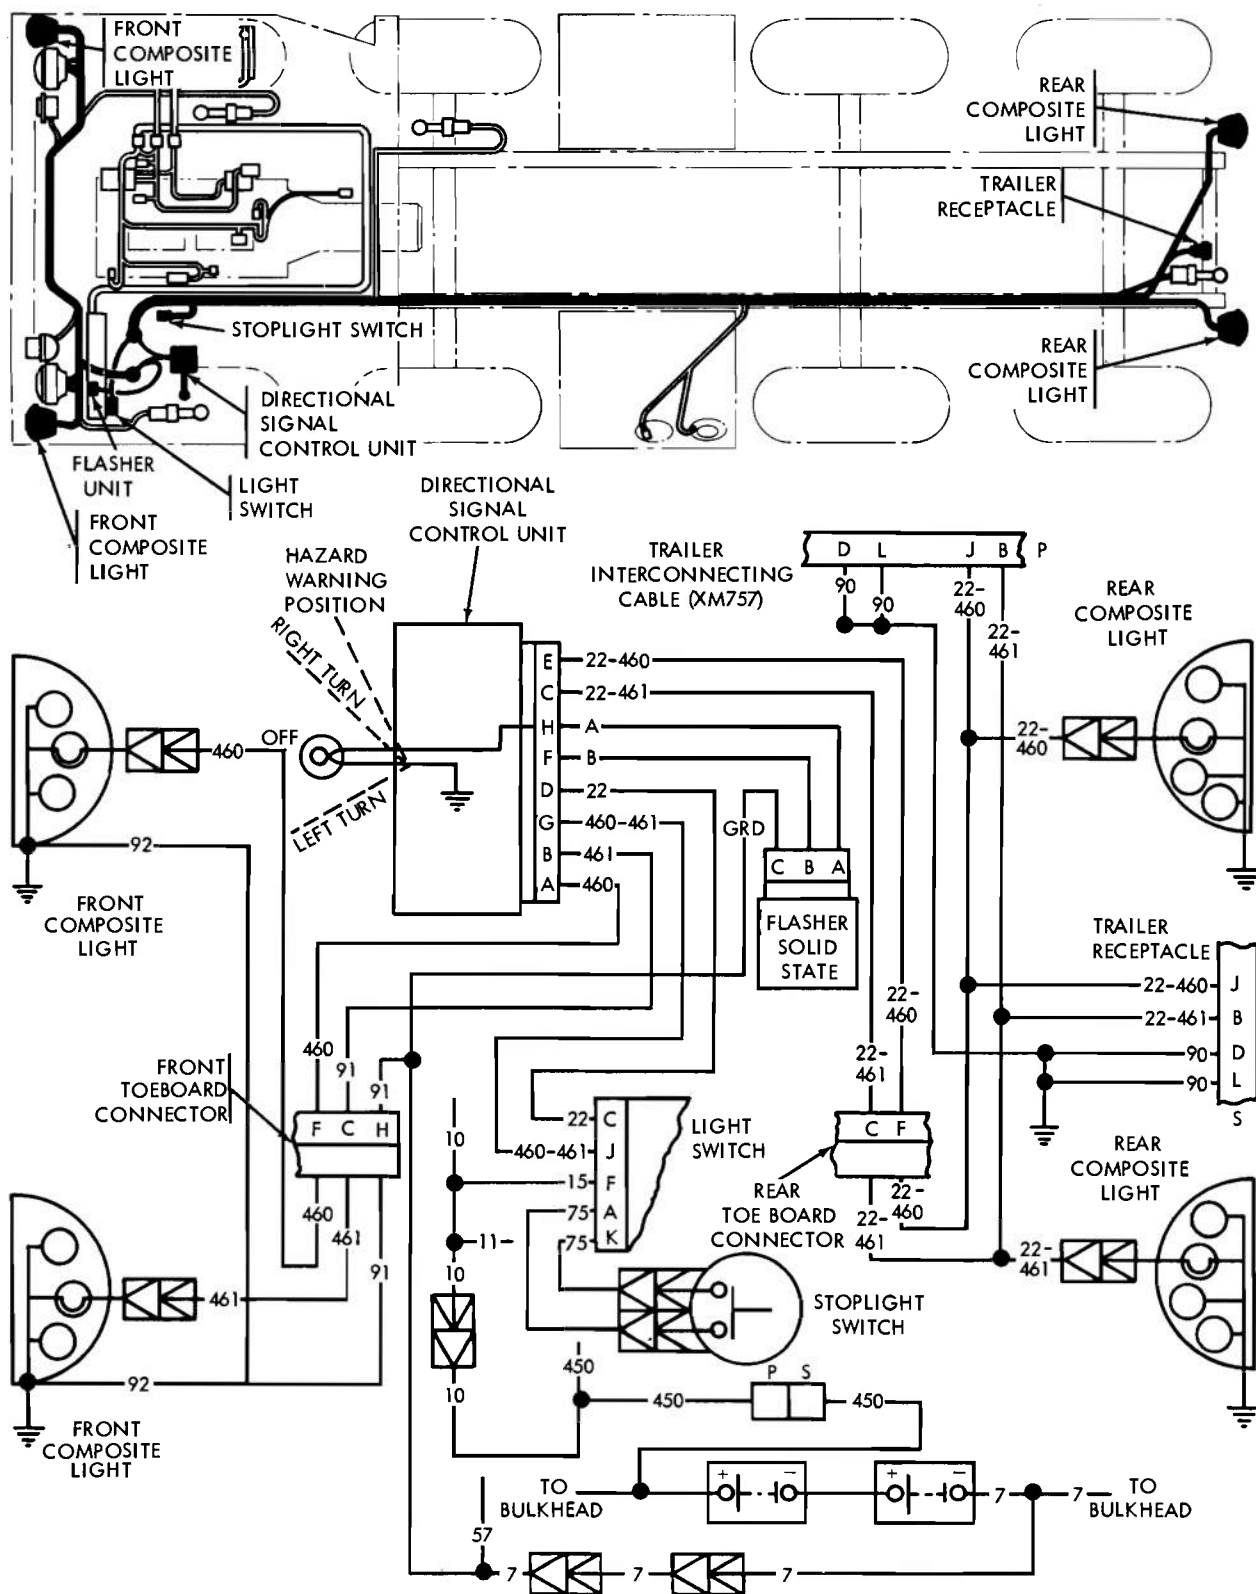 FRONT
COMPOSITE
LIGHT
REAR
COMPOSITE
LIGHT
TRAILER
RECEPTACLE
STOPLIGHT SWITCH
REAR
COMPOSITE
LIGHT
DIRECTIONAL
SIGNAL
CONTROL UNIT
FLASHER
UNIT
LIGHT
SWITCH
FRONT
COMPOSITE
LIGHT
DIRECTIONAL
SIGNAL
CONTROL UNIT
HAZARD
WARNING
POSITION
RIGHT TURN
OFF
LEFT TURN
TRAILER
INTERCONNECTING
CABLE (XM757)
D L J B P
90
90
22-
460
22-
461
REAR
COMPOSITE
LIGHT
E 22-460
C 22-461
H A
F B
D 22
G 460-461
B 461
A 460
460
22-
460
92
FRONT
COMPOSITE
LIGHT
GRD
C B A
FLASHER
SOLID
STATE
TRAILER
RECEPTACLE
22-460 J
22-461 B
90 D
90 L
S
22-
460
22-
461
460
91
91
FRONT
TOEBOARD
CONNECTOR
F C H
460
461
91
10
22 C
460-461 J
15 F
75 A
75 K
LIGHT
SWITCH
11
10
10
C F
22-
460
22-
461
REAR
TOE BOARD
CONNECTOR
REAR
COMPOSITE
LIGHT
22-
461
461
92
FRONT
COMPOSITE
LIGHT
STOPLIGHT
SWITCH
450
P S
450
450
TO
BULKHEAD
+ −
+ −
7
7
TO
BULKHEAD
57
7
7
7